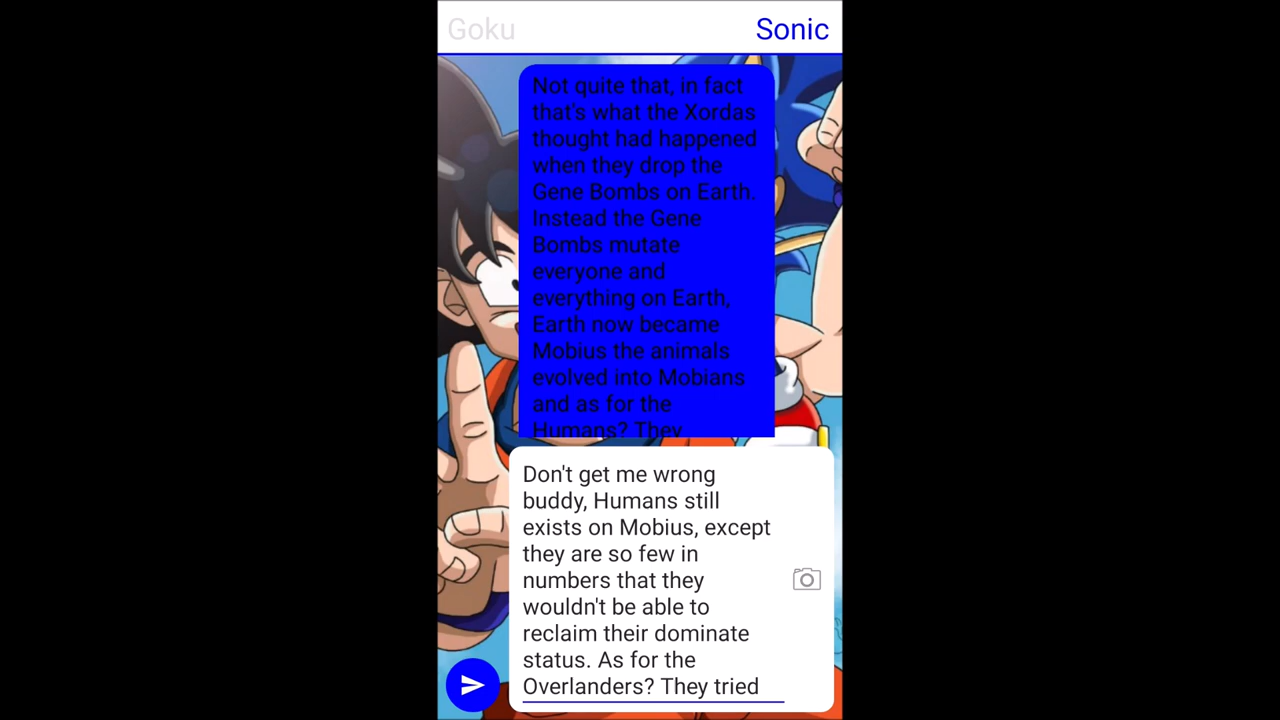 Goku
Sonic
Not quite that, in fact
that's what the Xordas
thought had happened
when they drop the
Gene Bombs on Earth.
Instead the Gene
Bombs mutate
everyone and
everything on Earth,
Earth now became
Mobius the animals
evolved into Mobians
and as for the
Humans? They
Don't get me wrong
buddy, Humans still
exists on Mobius, except
they are so few in
numbers that they
wouldn't be able to
reclaim their dominate
status. As for the
Overlanders? They tried